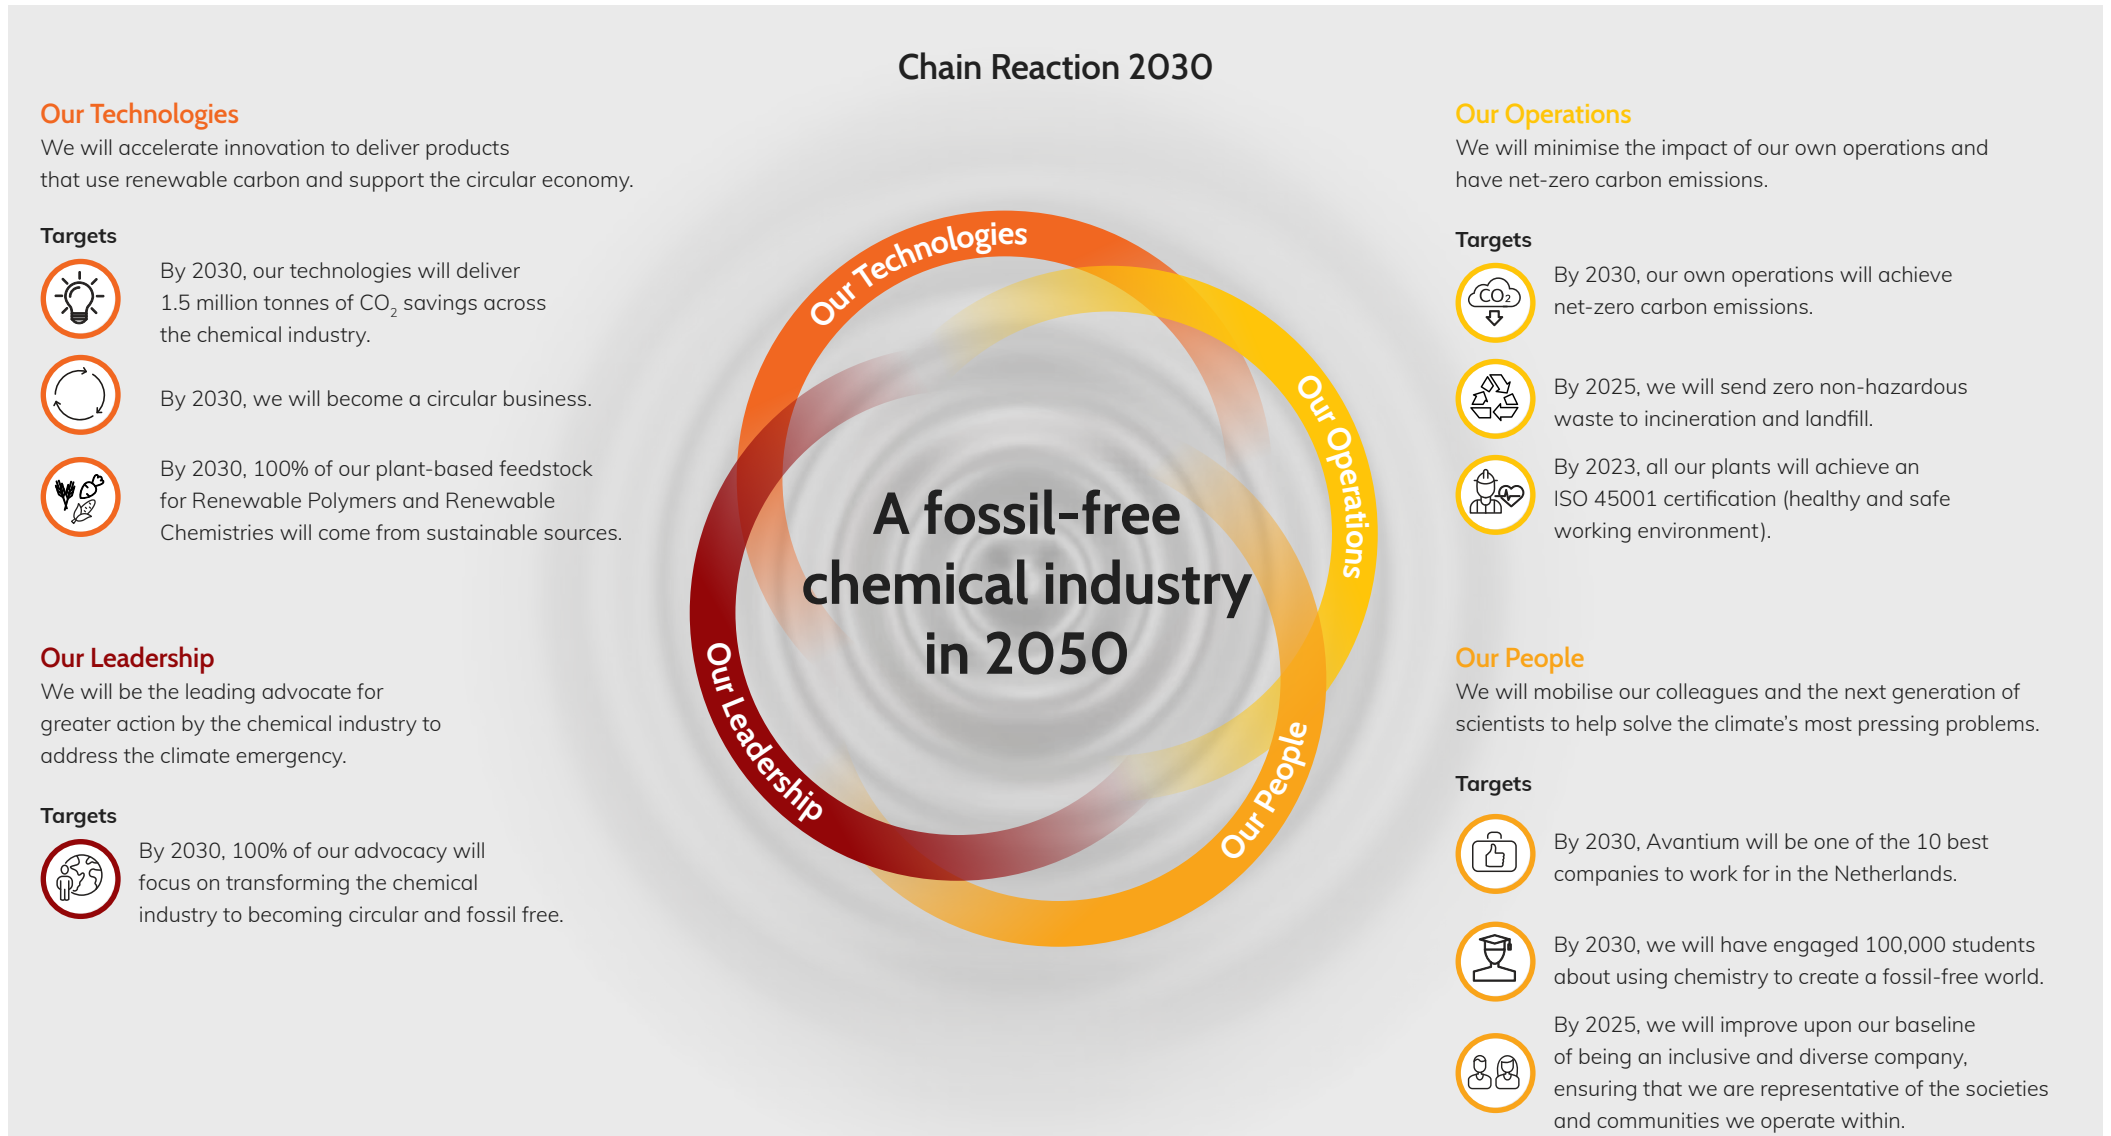 Chain Reaction 2030
Our Technologies
We will accelerate innovation to deliver products
that use renewable carbon and support the circular economy.
Targets
By 2030, our technologies will deliver
1.5 million tonnes of CO₂ savings across
the chemical industry.
By 2030, we will become a circular business.
By 2030, 100% of our plant-based feedstock
for Renewable Polymers and Renewable
Chemistries will come from sustainable sources.
Our Leadership
We will be the leading advocate for
greater action by the chemical industry to
address the climate emergency.
Targets
By 2030, 100% of our advocacy will
focus on transforming the chemical
industry to becoming circular and fossil free.
Our Technologies
Our Operations
Our People
Our Leadership
A fossil-free
chemical industry
in 2050
Our Operations
We will minimise the impact of our own operations and
have net-zero carbon emissions.
Targets
CO₂
By 2030, our own operations will achieve
net-zero carbon emissions.
By 2025, we will send zero non-hazardous
waste to incineration and landfill.
By 2023, all our plants will achieve an
ISO 45001 certification (healthy and safe
working environment).
Our People
We will mobilise our colleagues and the next generation of
scientists to help solve the climate's most pressing problems.
Targets
By 2030, Avantium will be one of the 10 best
companies to work for in the Netherlands.
By 2030, we will have engaged 100,000 students
about using chemistry to create a fossil-free world.
By 2025, we will improve upon our baseline
of being an inclusive and diverse company,
ensuring that we are representative of the societies
and communities we operate within.